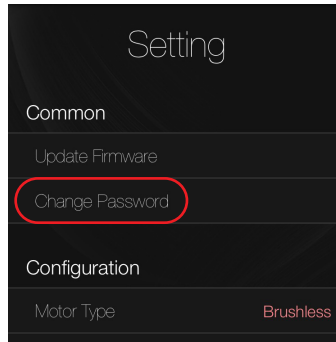 Setting
Common
Update Firmware
Change Password
Configuration
Motor Type Brushless